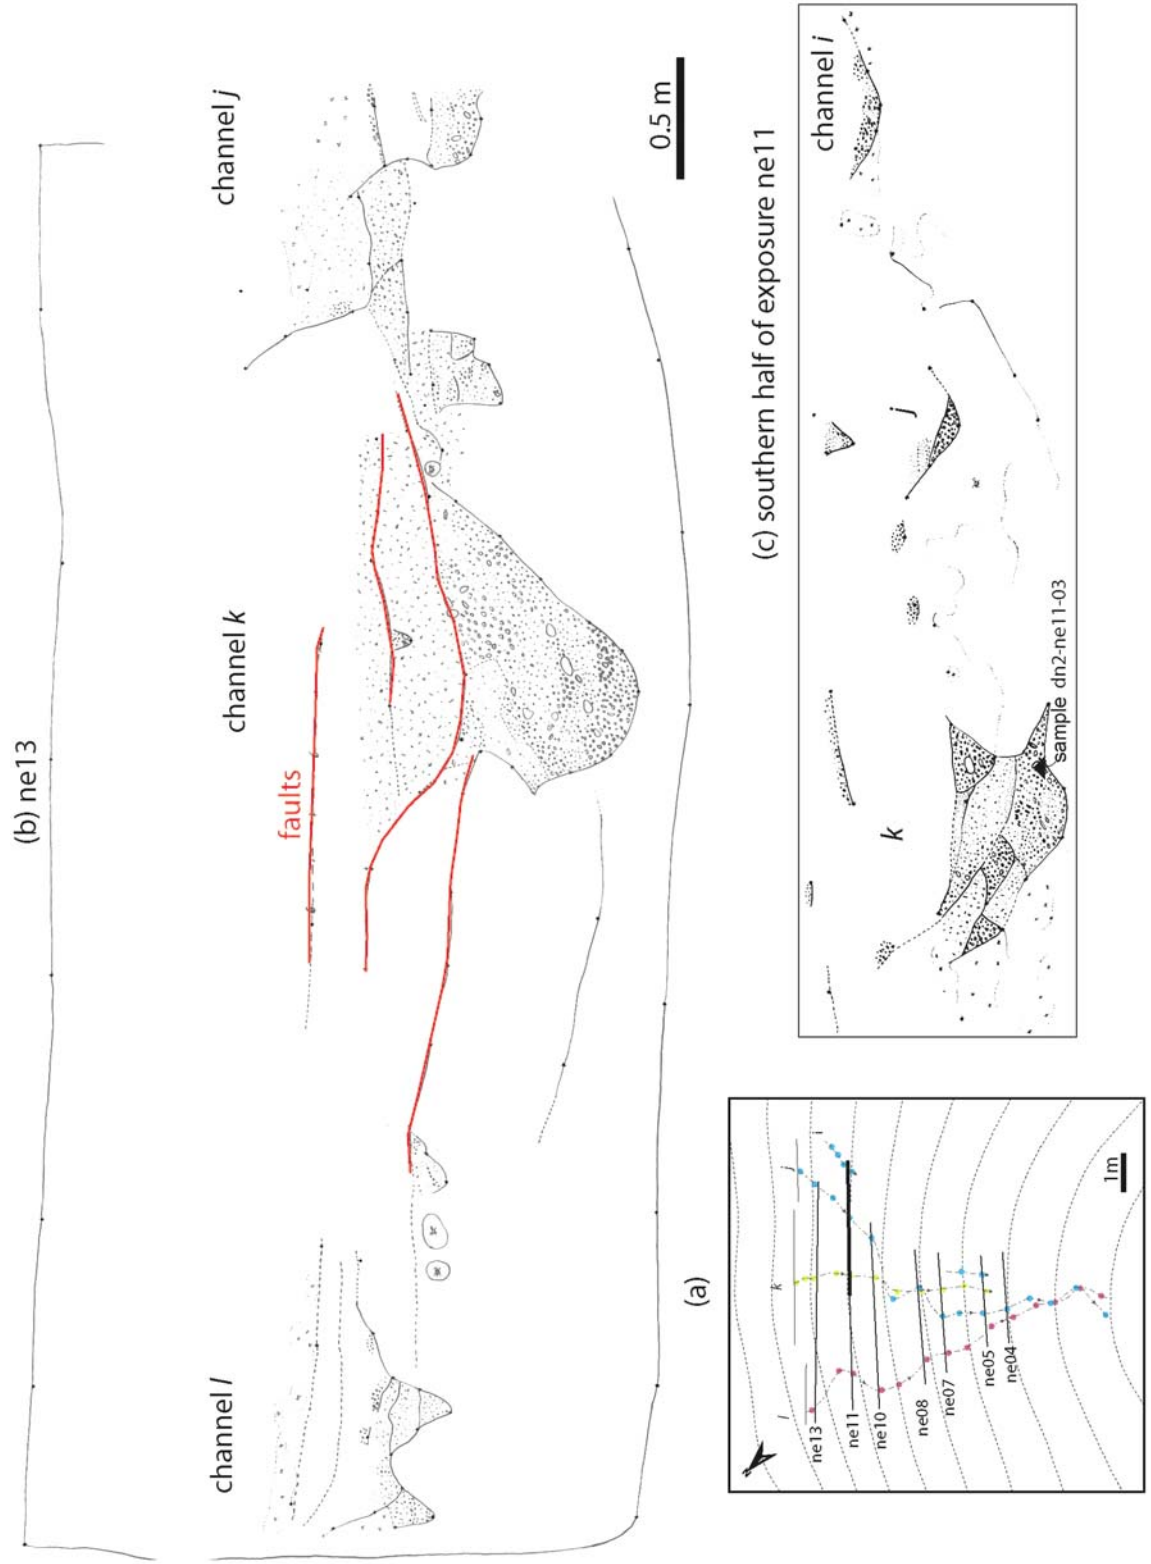 (b) ne13
channel l
channel k
channel j
faults
0.5 m
(a)
l
k
j
i
ne13
ne11
ne10
ne08
ne07
ne05
ne04
1m
(c) southern half of exposure ne11
k
j
channel i
sample dn2-ne11-03